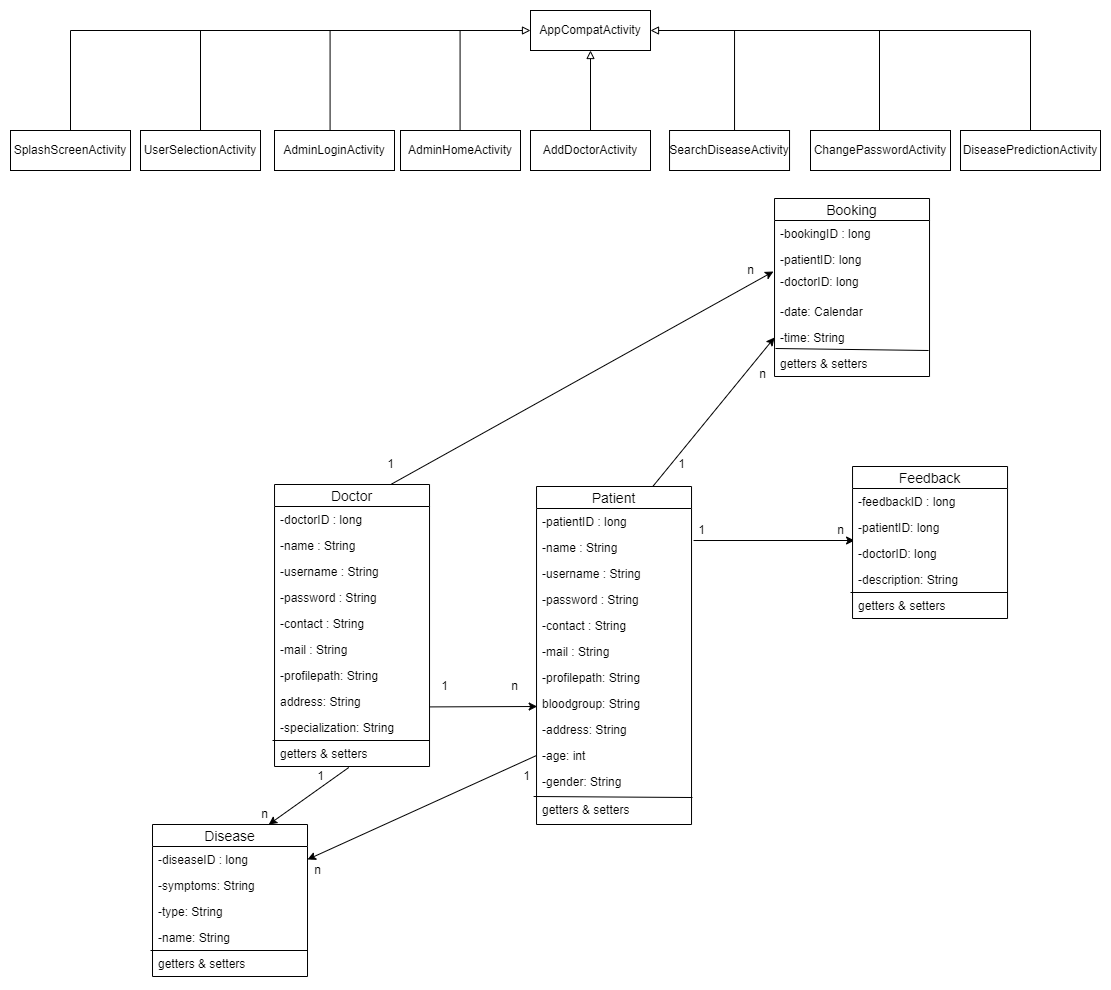 AppCompatActivity
SplashScreenActivity
UserSelectionActivity
AdminLoginActivity
AdminHomeActivity
AddDoctorActivity
SearchDiseaseActivity
ChangePasswordActivity
DiseasePredictionActivity
Booking
-bookingID : long
-patientID: long
-doctorID: long
-date: Calendar
-time: String
getters & setters
n
n
1
1
Doctor
-doctorID : long
-name : String
-username : String
-password : String
-contact : String
-mail : String
-profilepath: String
address: String
-specialization: String
getters & setters
1
n
Patient
-patientID : long
-name : String
-username : String
-password : String
-contact : String
-mail : String
-profilepath: String
bloodgroup: String
-address: String
-age: int
-gender: String
getters & setters
1
n
Feedback
-feedbackID : long
-patientID: long
-doctorID: long
-description: String
getters & setters
1
n
1
n
Disease
-diseaseID : long
-symptoms: String
-type: String
-name: String
getters & setters